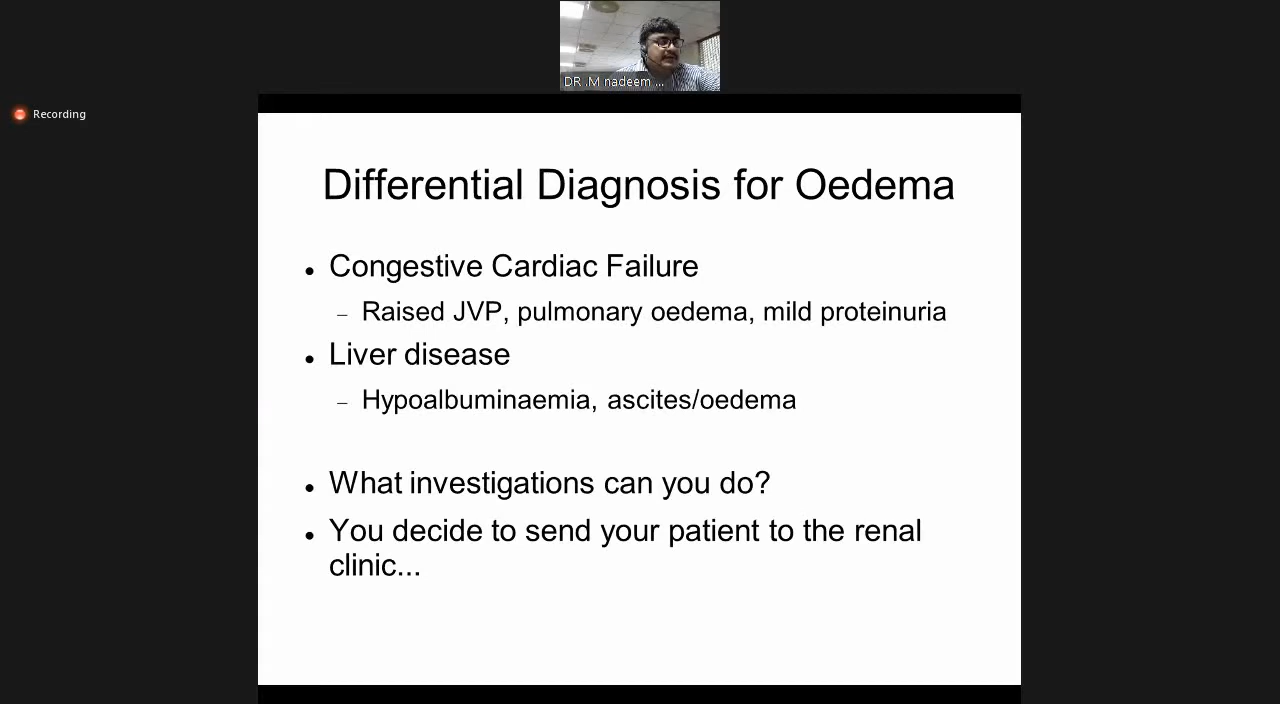 DR .M nadeem ...
Recording
Differential Diagnosis for Oedema
• Congestive Cardiac Failure
– Raised JVP, pulmonary oedema, mild proteinuria
• Liver disease
– Hypoalbuminaemia, ascites/oedema
• What investigations can you do?
• You decide to send your patient to the renal
clinic...